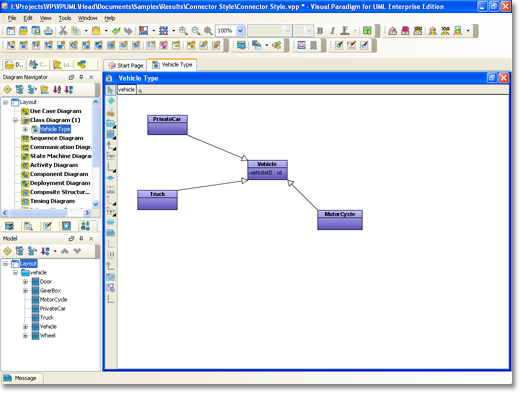 I:\Projects\VP\VPUML\Head\Documents\Samples\Results\Connector Style\Connector Style.vpp * - Visual Paradigm for UML Enterprise Edition
File Edit View Tools Window Help
100%
D...
C...
Lo...
Start Page
Vehicle Type
Diagram Navigator
Vehicle Type
vehicle
Layout
Use Case Diagram
Class Diagram (1)
Vehicle Type
Sequence Diagram
Communication Diagra
State Machine Diagram
Activity Diagram
Component Diagram
Deployment Diagram
Composite Structur...
Timing Diagram
PrivateCar
Vehicle
-vehicleID : id
Truck
MotorCycle
Model
Layout
vehicle
Door
GearBox
MotorCycle
PrivateCar
Truck
Vehicle
Wheel
Message